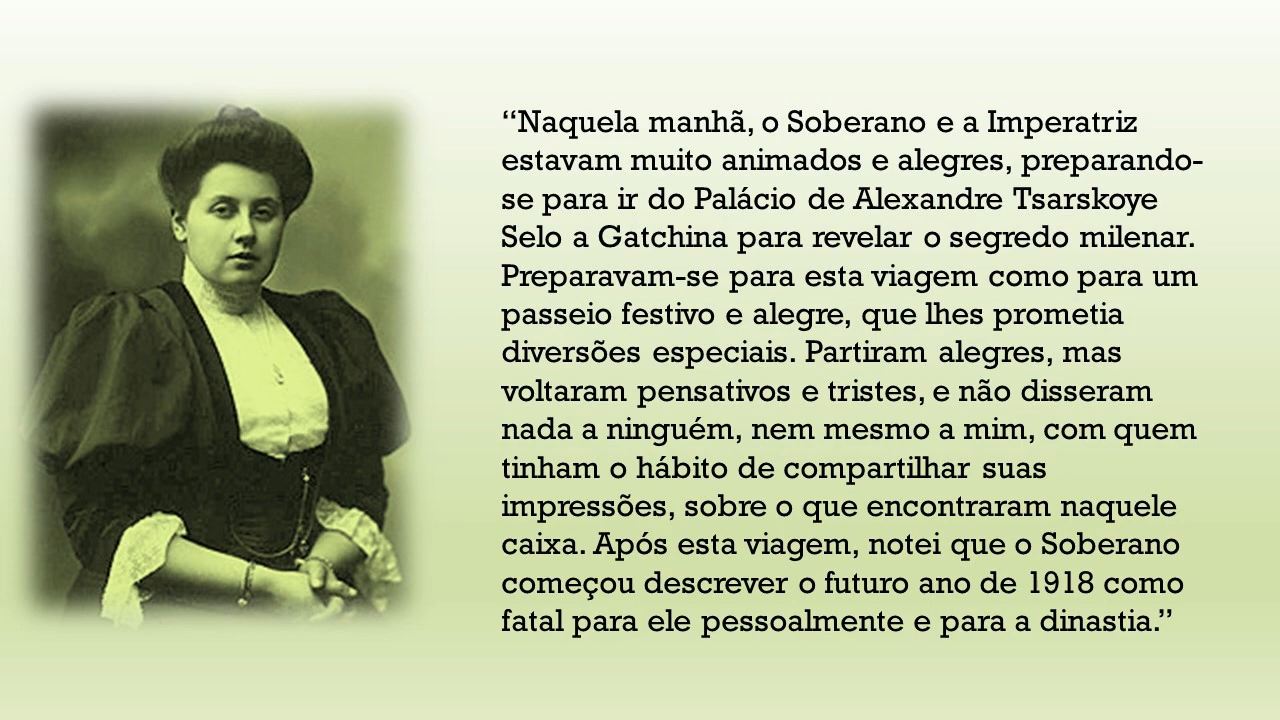 “Naquela manhã, o Soberano e a Imperatriz
estavam muito animados e alegres, preparando-
se para ir do Palácio de Alexandre Tsarskoye
Selo a Gatchina para revelar o segredo milenar.
Preparavam-se para esta viagem como para um
passeio festivo e alegre, que lhes prometia
diversões especiais. Partiram alegres, mas
voltaram pensativos e tristes, e não disseram
nada a ninguém, nem mesmo a mim, com quem
tinham o hábito de compartilhar suas
impressões, sobre o que encontraram naquele
caixa. Após esta viagem, notei que o Soberano
começou descrever o futuro ano de 1918 como
fatal para ele pessoalmente e para a dinastia.”